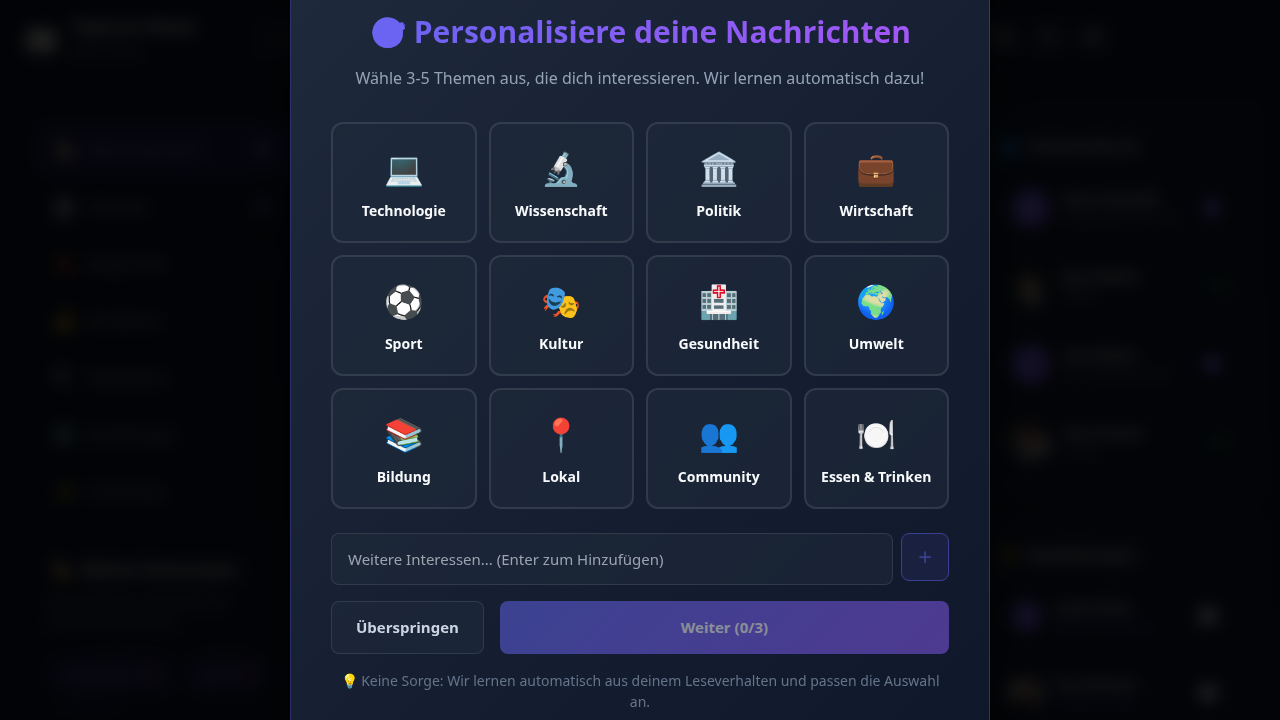 Personalisiere deine Nachrichten
Wähle 3-5 Themen aus, die dich interessieren. Wir lernen automatisch dazu!
Technologie
Wissenschaft
Politik
Wirtschaft
Sport
Kultur
Gesundheit
Umwelt
Bildung
Lokal
Community
Essen & Trinken
Weitere Interessen... (Enter zum Hinzufügen)
+
Überspringen
Weiter (0/3)
Keine Sorge: Wir lernen automatisch aus deinem Leseverhalten und passen die Auswahl
an.